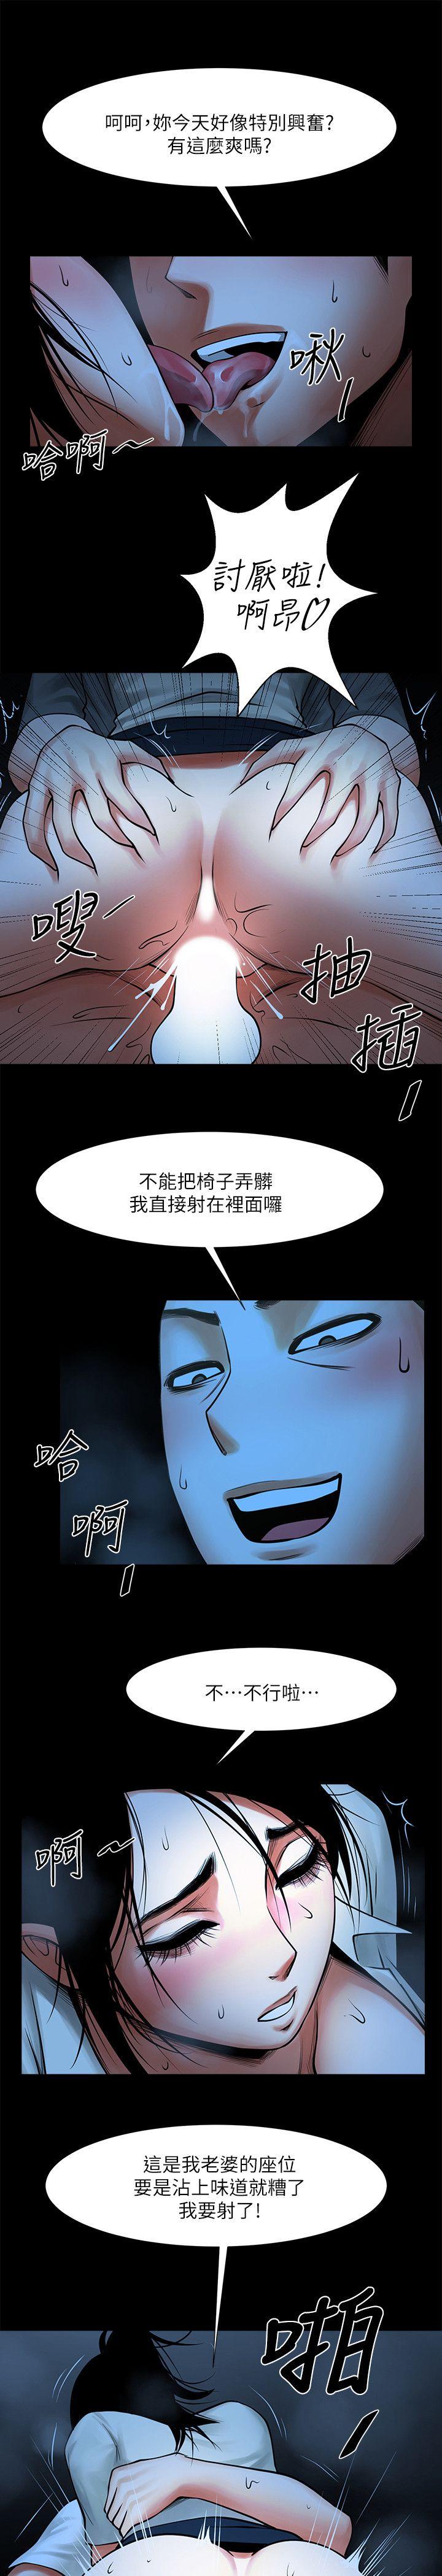 呵呵，妳今天好像特別興奮？
有這麼爽嗎？
啾
哈啊～
討厭啦！
啊昂♡
嗖
抽
插
不能把椅子弄髒
我直接射在裡面囉
哈
啊
不…不行啦…
啊～
這是我老婆的座位
要是沾上味道就糟了
我要射了！
啪